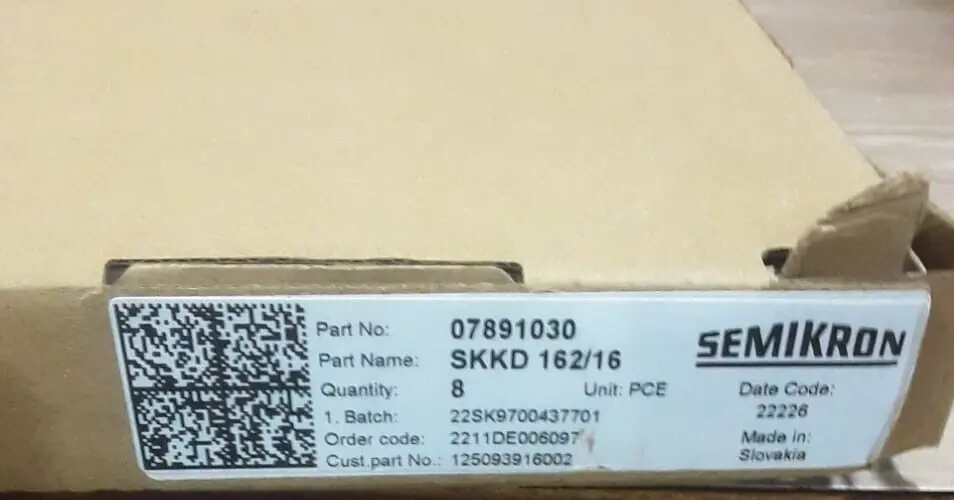 Part No: 07891030
SEMIKRON
Part Name: SKKD 162/16
Quantity: 8 Unit: PCE
Date Code:
22226
1. Batch: 22SK9700437701
Order code: 2211DE006097
Made in:
Slovakia
Cust.part No.: 125093916002